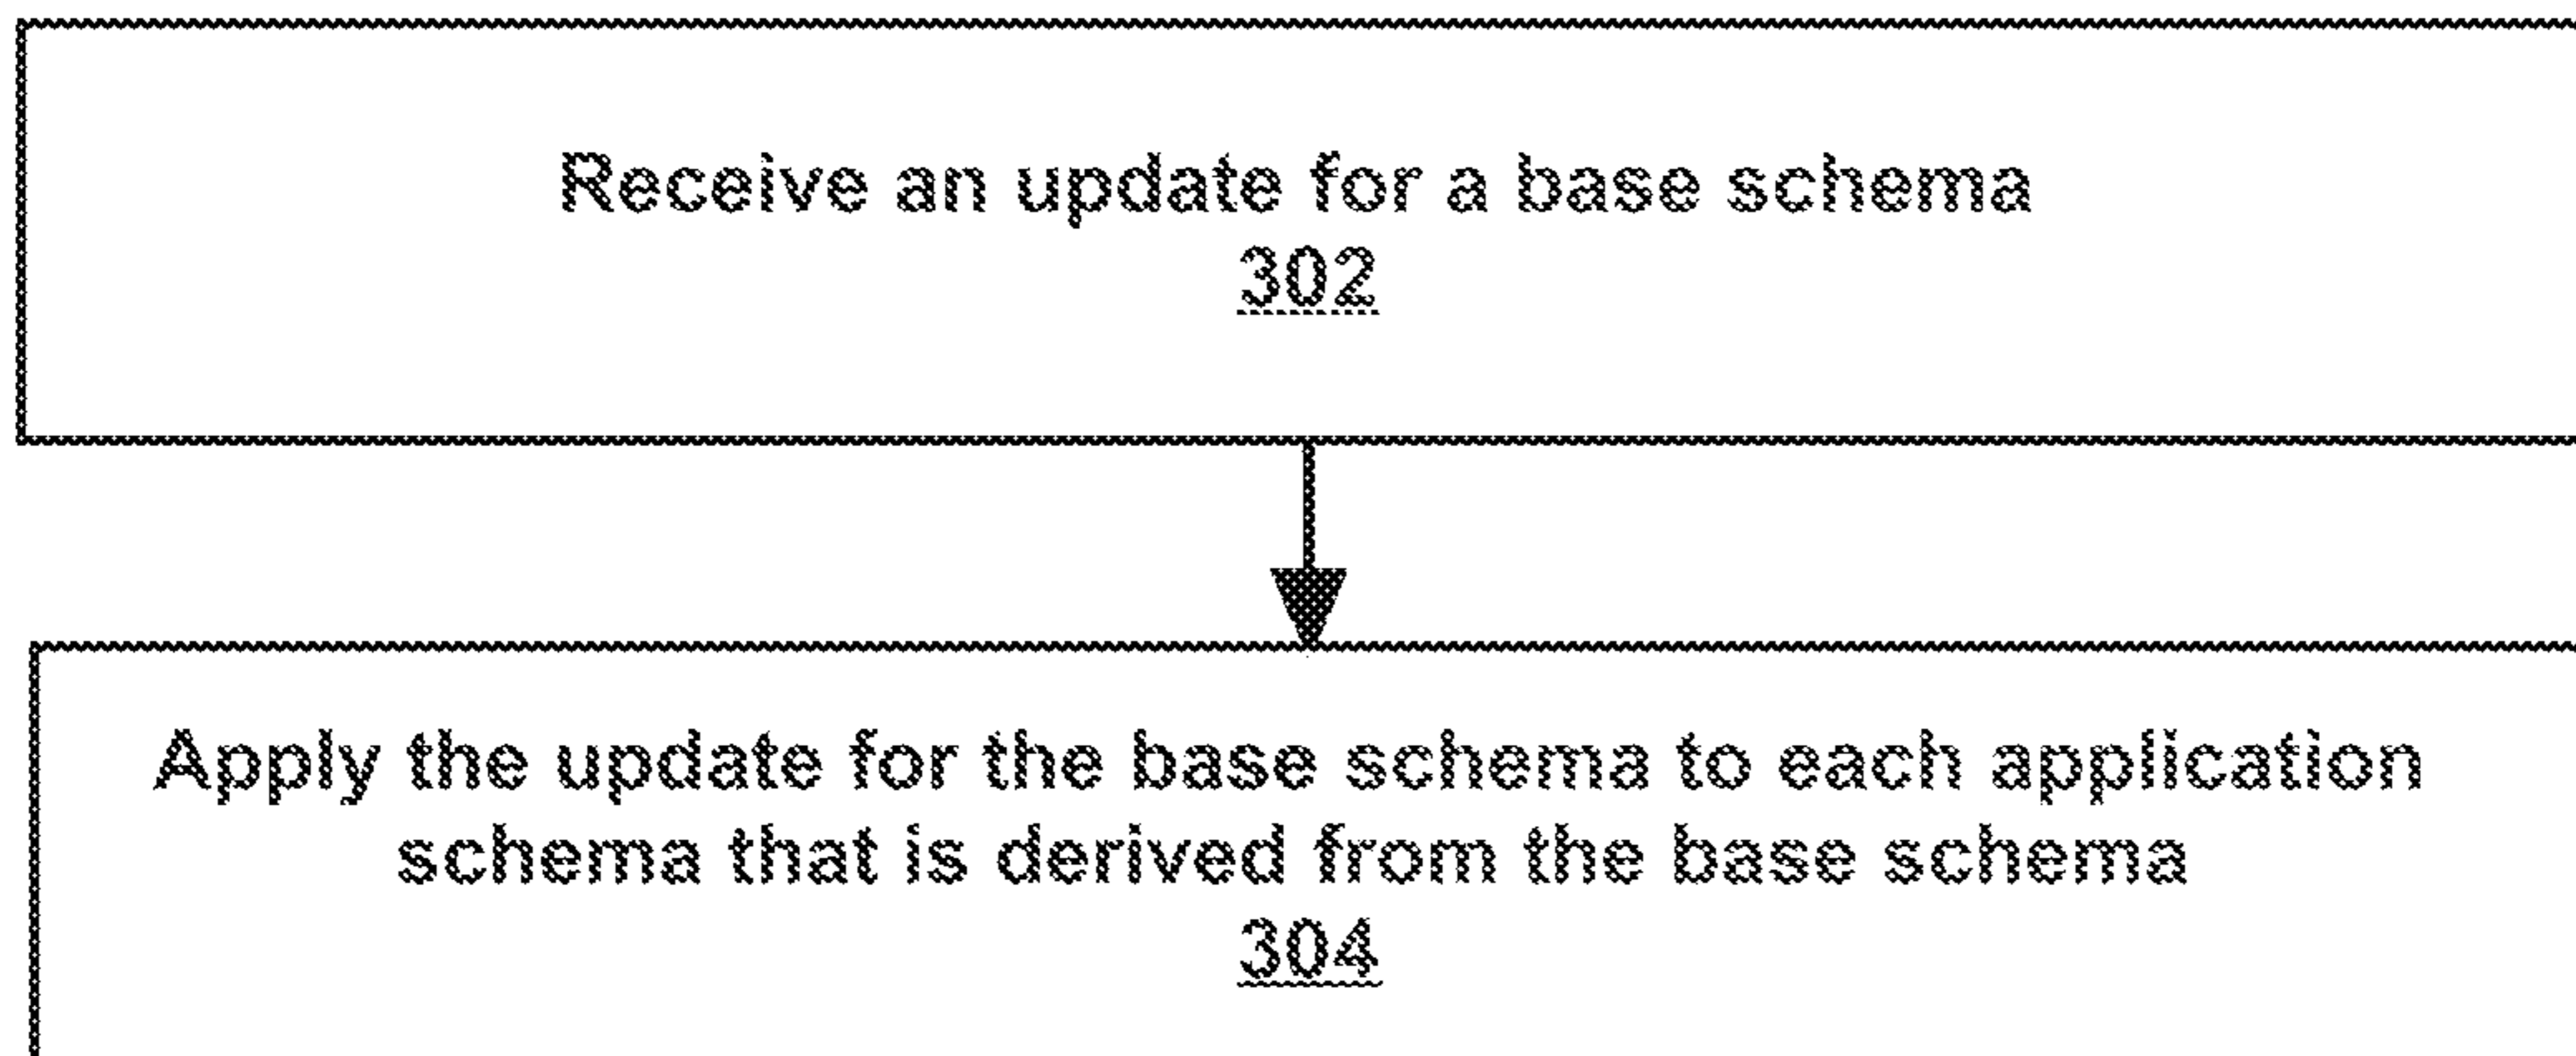 Receive an update for a base schema
302
Apply the update for the base schema to each application
schema that is derived from the base schema
304